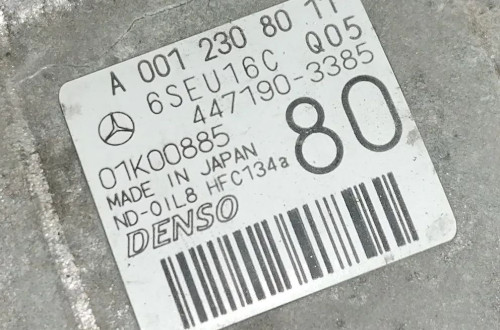 A 001 230 80 11
6SEU16C Q05
447190-3385
01K00885
80
MADE IN JAPAN
ND-OIL8 HFC134a
DENSO